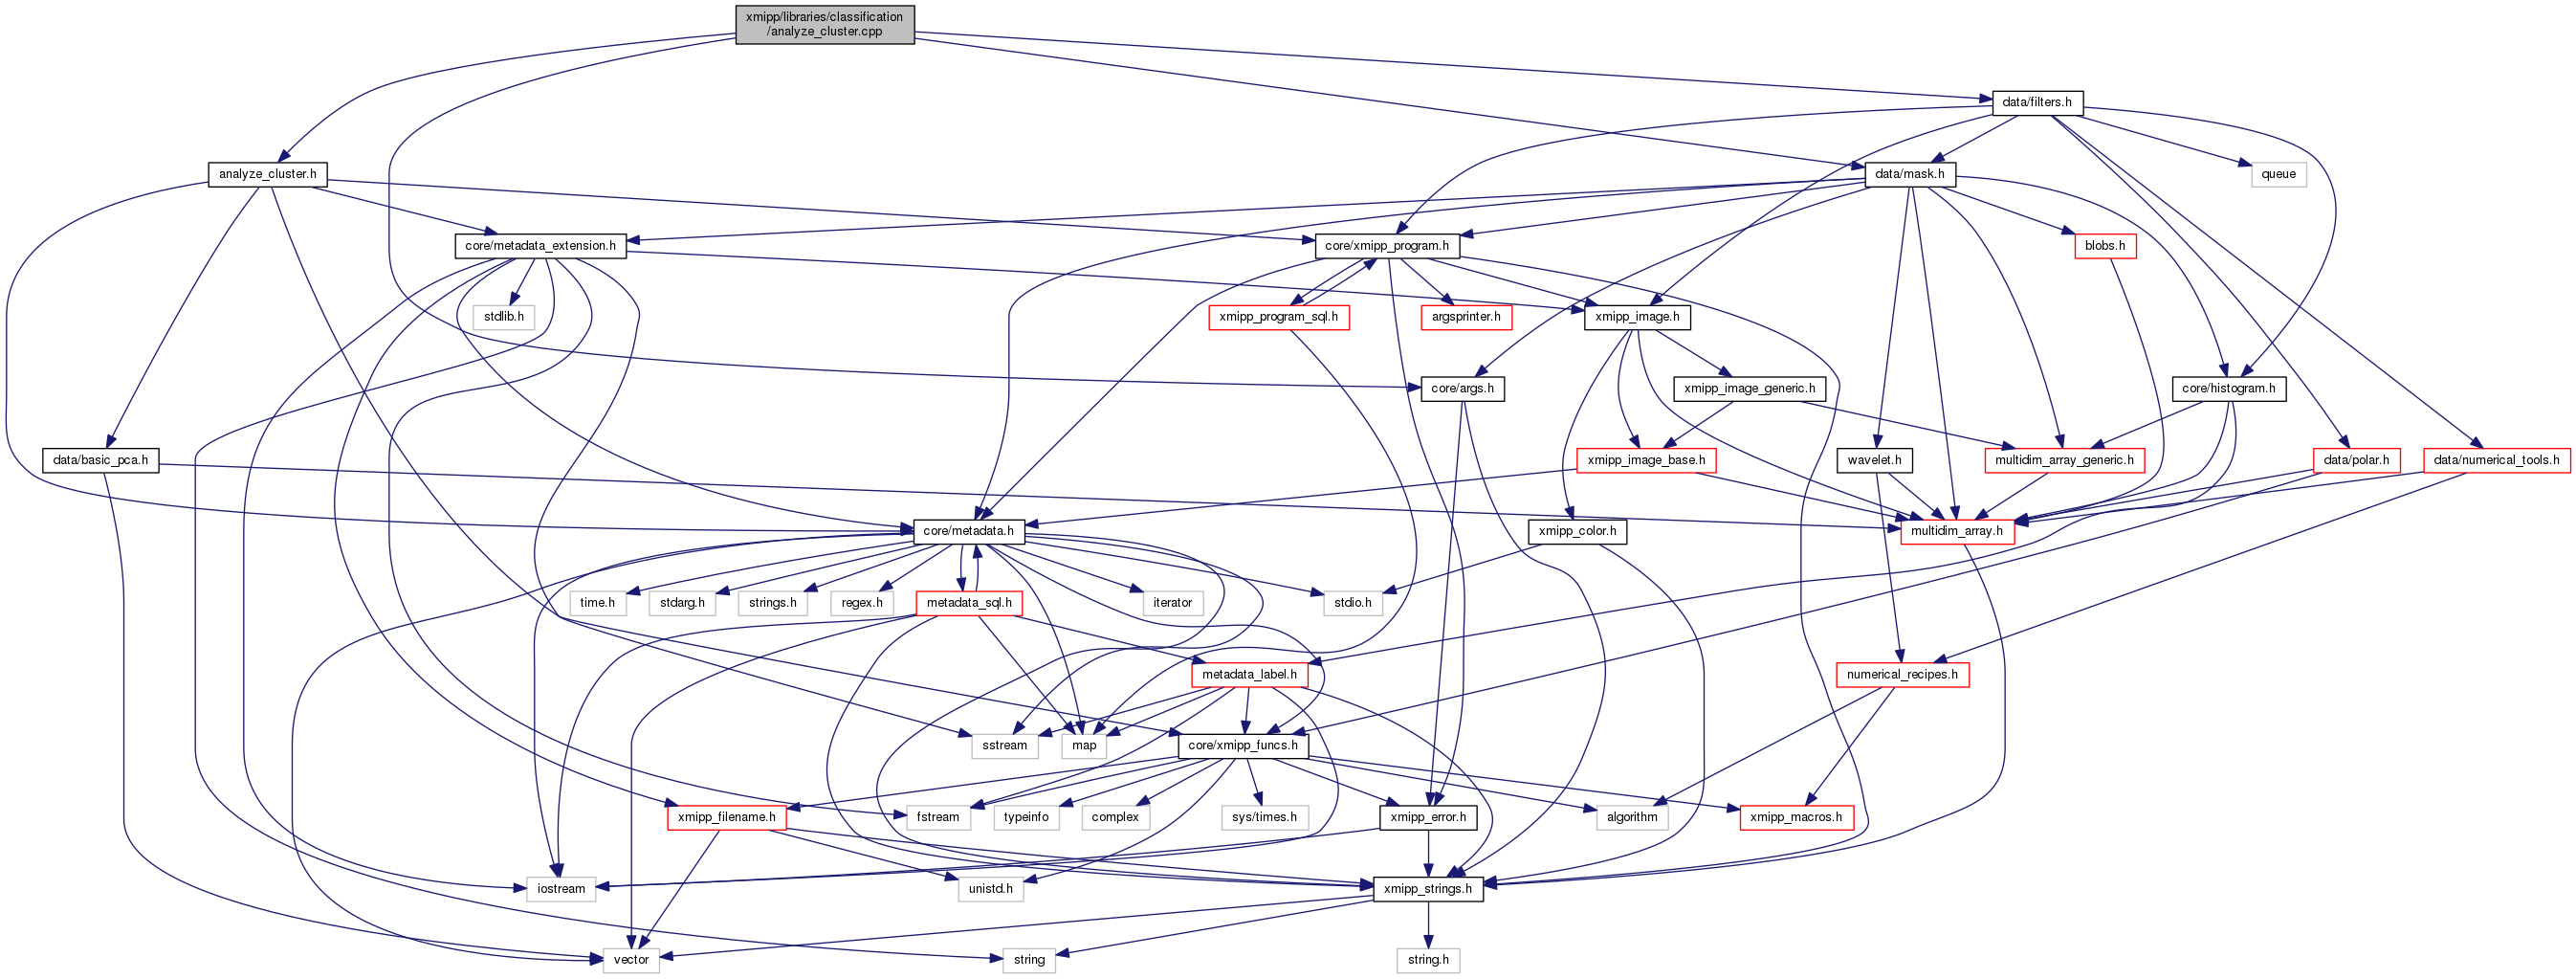 xmipp/libraries/classification
/analyze_cluster.cpp
data/filters.h
analyze_cluster.h
data/mask.h
queue
core/metadata_extension.h
core/xmipp_program.h
blobs.h
stdlib.h
xmipp_program_sql.h
argsprinter.h
xmipp_image.h
core/args.h
xmipp_image_generic.h
core/histogram.h
data/basic_pca.h
xmipp_image_base.h
wavelet.h
multidim_array_generic.h
data/polar.h
data/numerical_tools.h
core/metadata.h
xmipp_color.h
multidim_array.h
time.h
stdarg.h
strings.h
regex.h
metadata_sql.h
iterator
stdio.h
metadata_label.h
numerical_recipes.h
sstream
map
core/xmipp_funcs.h
xmipp_filename.h
fstream
typeinfo
complex
sys/times.h
xmipp_error.h
algorithm
xmipp_macros.h
iostream
unistd.h
xmipp_strings.h
vector
string
string.h